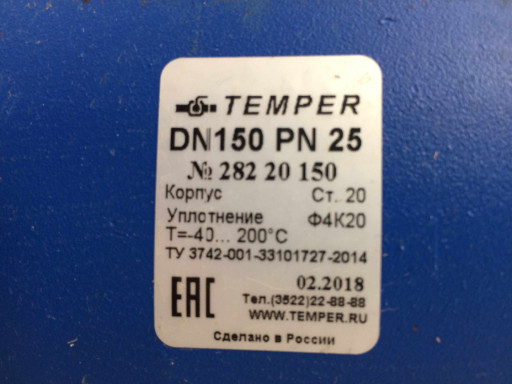 TEMPER
DN150 PN 25
№ 282 20 150
Корпус Ст. 20
Уплотнение Ф4К20
T=-40... 200°C
ТУ 3742-001-33101727-2014
EAC 02.2018
Тел.(3522)22-88-88
WWW.TEMPER.RU
Сделано в России